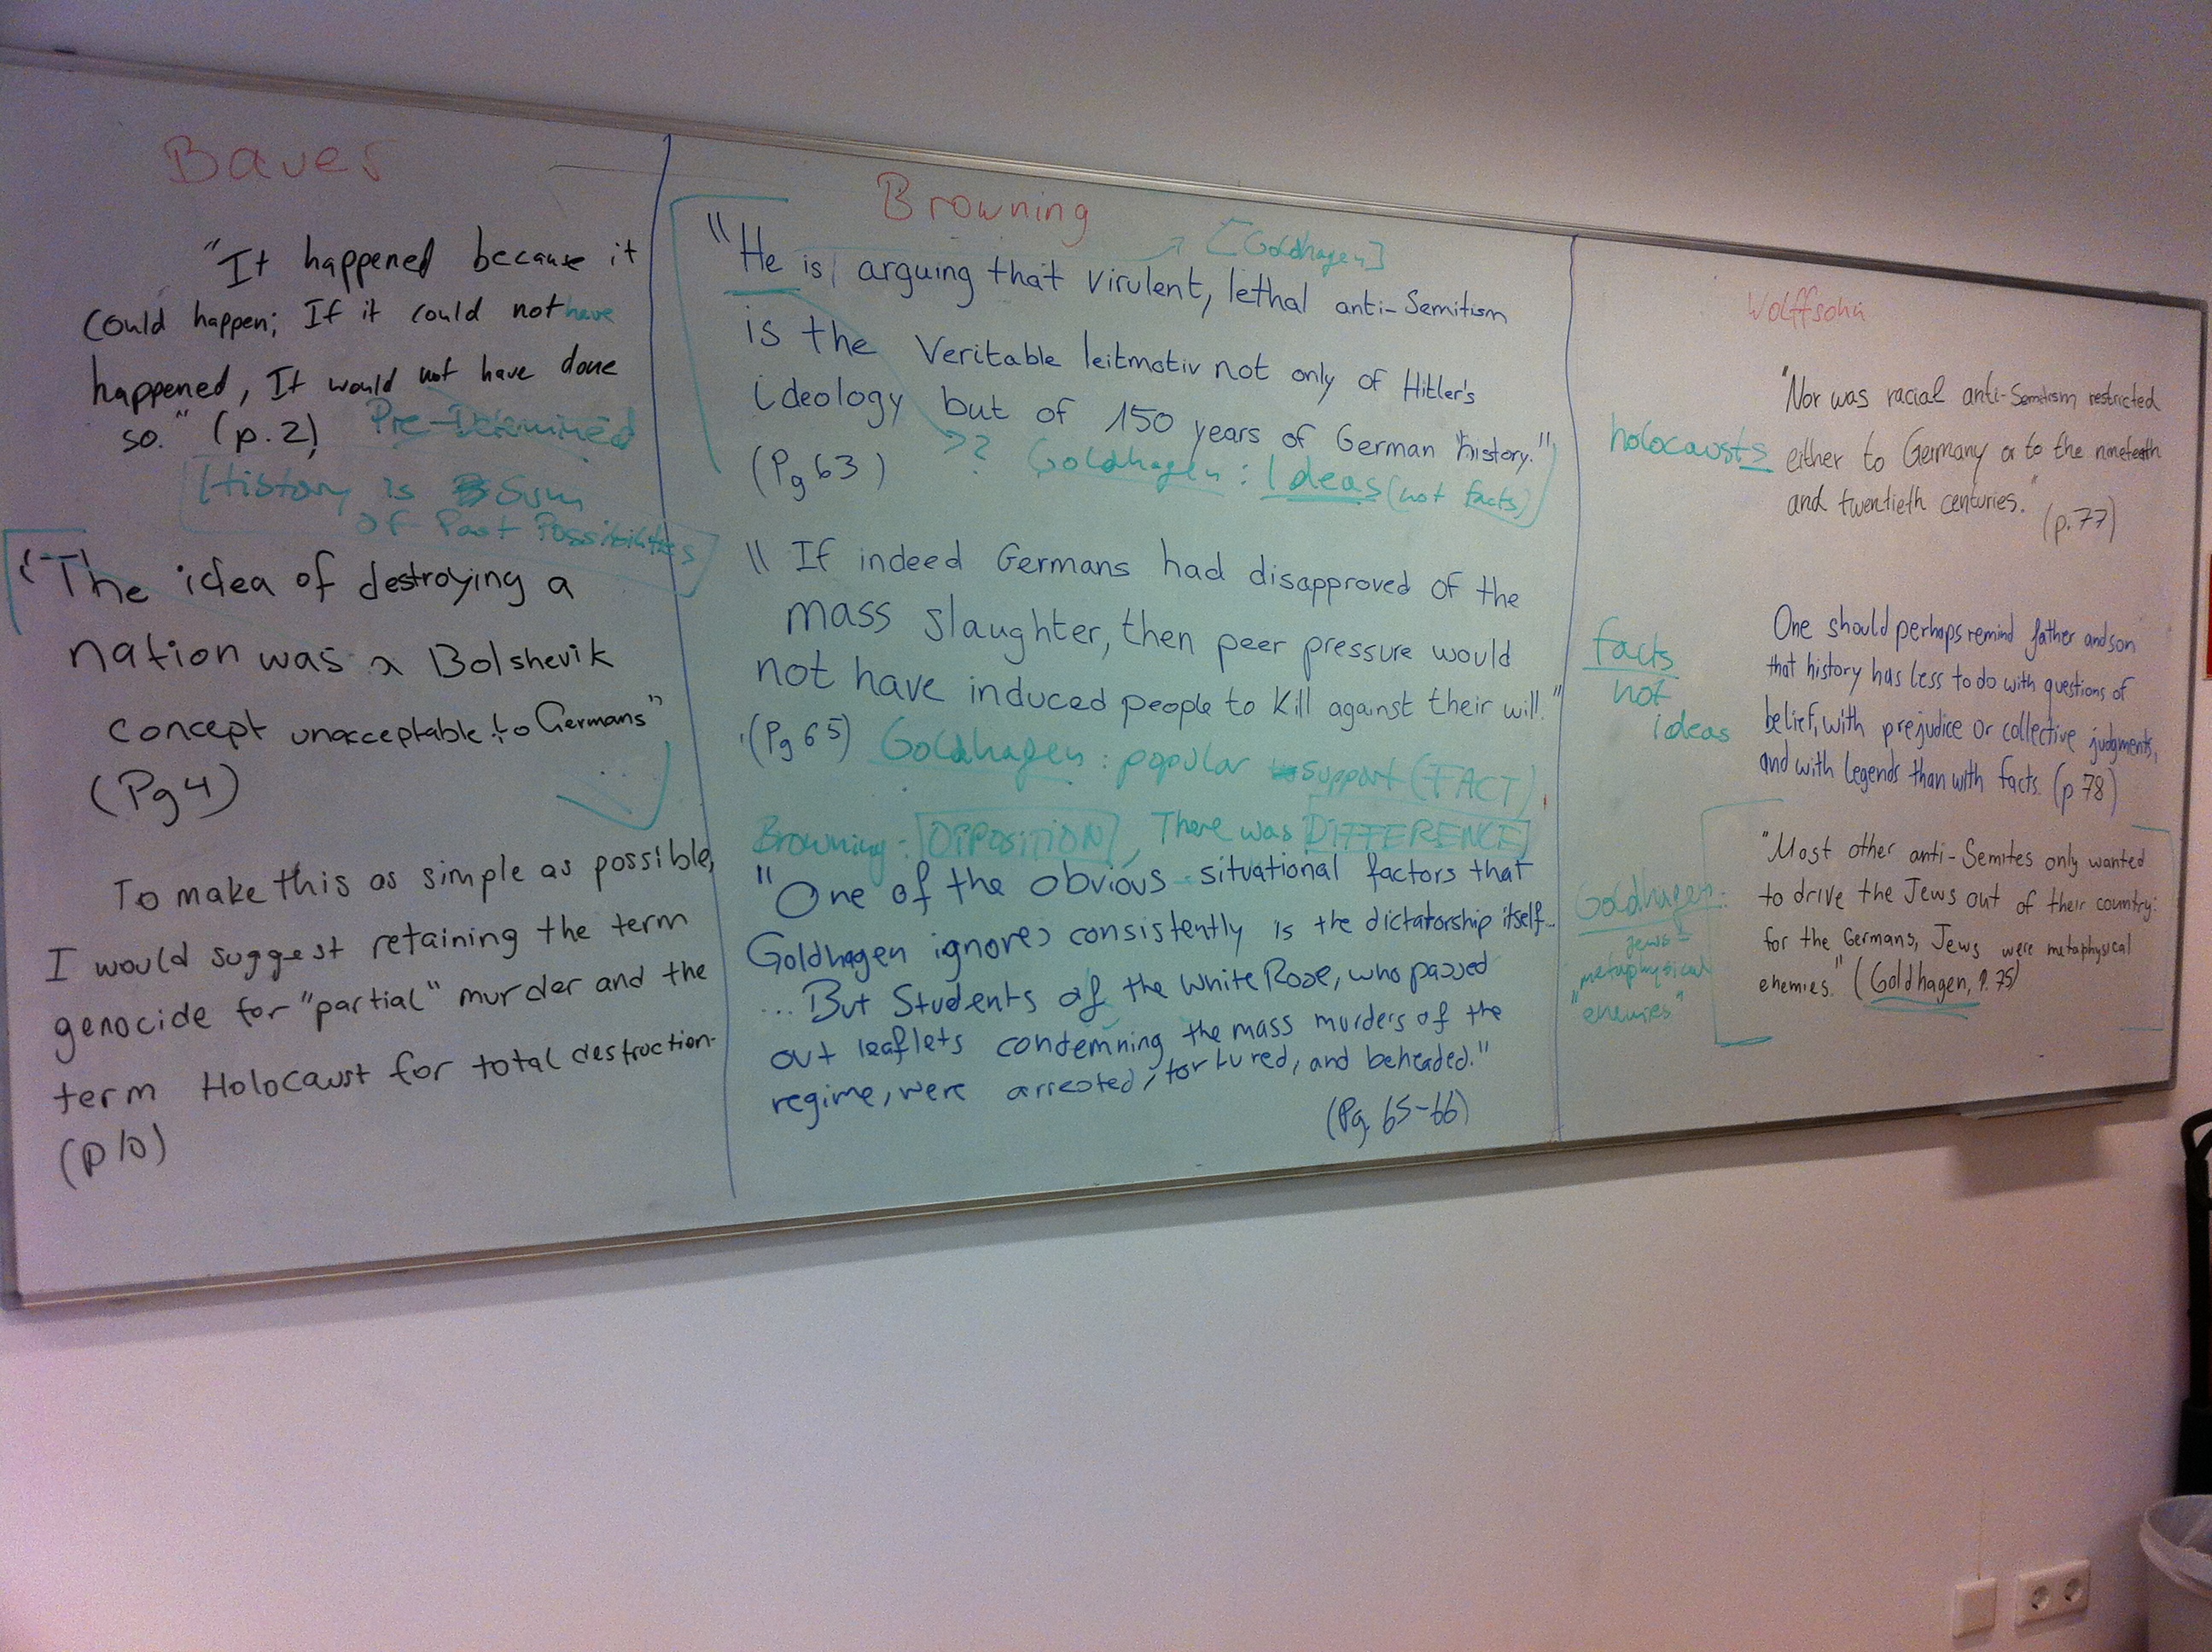 Bauer
"It happened because it
could happen; If it could not have
happened, It would not have done
so." (p.2)
Pre-Determined
History is Sum
of Past Possibilities
"The idea of destroying a
nation was a Bolshevik
concept unacceptable to Germans"
(Pg 4)
To make this as simple as possible,
I would suggest retaining the term
genocide for "partial" murder and the
term Holocaust for total destruction.
(p 10)
Browning
[Goldhagen]
"He is arguing that virulent, lethal anti-Semitism
is the veritable leitmotiv not only of Hitler's
ideology but of 150 years of German history."
(Pg 63) ?? Goldhagen: Ideas (not facts)
"If indeed Germans had disapproved of the
mass slaughter, then peer pressure would
not have induced people to kill against their will."
(Pg 65) Goldhagen: popular support (FACT)
Browning: OPPOSITION, There was DIFFERENCE
"One of the obvious situational factors that
Goldhagen ignores consistently is the dictatorship itself...
...But Students of the White Rose, who passed
out leaflets condemning the mass murders of the
regime, were arrested, tortured, and beheaded."
(Pg. 65-66)
Wolffsohn
"Nor was racial anti-Semitism restricted
either to Germany or to the nineteenth
and twentieth centuries." (p.77)
holocausts
One should perhaps remind father and son
that history has less to do with questions of
belief, with prejudice or collective judgments,
and with legends than with facts. (p 78)
facts
not
ideas
"Most other anti-Semites only wanted
to drive the Jews out of their country:
for the Germans, Jews were metaphysical
enemies." (Goldhagen, P. 75)
Goldhagen:
Jews =
"metaphysical
enemies"